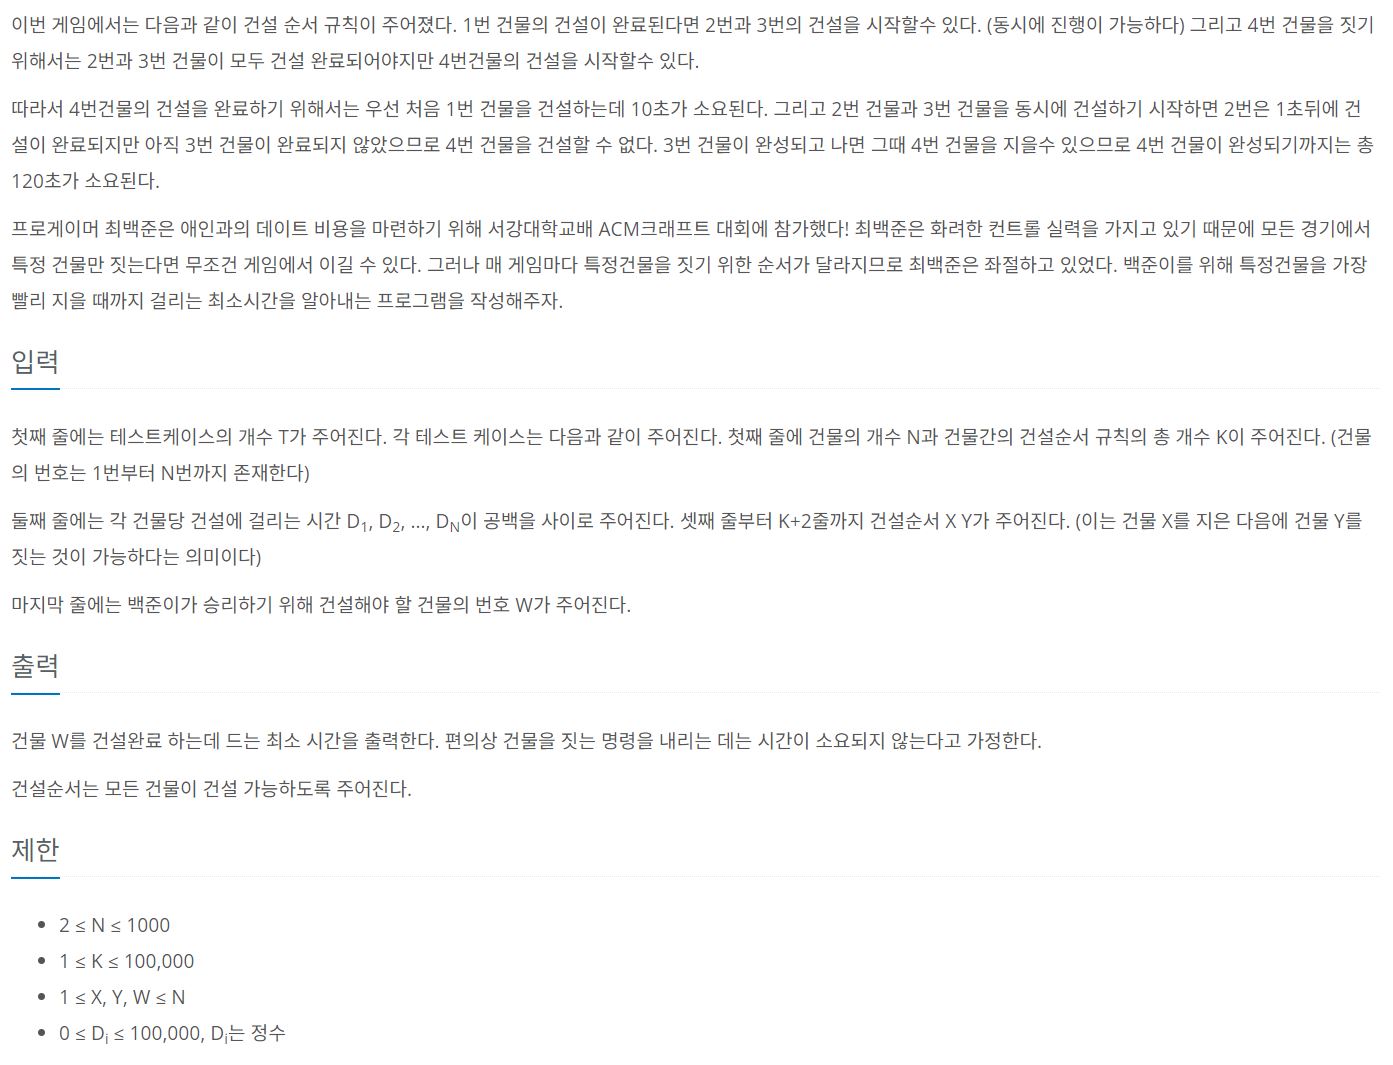 이번 게임에서는 다음과 같이 건설 순서 규칙이 주어졌다. 1번 건물의 건설이 완료된다면 2번과 3번의 건설을 시작할수 있다. (동시에 진행이 가능하다) 그리고 4번 건물을 짓기
위해서는 2번과 3번 건물이 모두 건설 완료되어야지만 4번건물의 건설을 시작할수 있다.
따라서 4번건물의 건설을 완료하기 위해서는 우선 처음 1번 건물을 건설하는데 10초가 소요된다. 그리고 2번 건물과 3번 건물을 동시에 건설하기 시작하면 2번은 1초뒤에 건
설이 완료되지만 아직 3번 건물이 완료되지 않았으므로 4번 건물을 건설할 수 없다. 3번 건물이 완성되고 나면 그때 4번 건물을 지을수 있으므로 4번 건물이 완성되기까지는 총
120초가 소요된다.
프로게이머 최백준은 애인과의 데이트 비용을 마련하기 위해 서강대학교배 ACM크래프트 대회에 참가했다! 최백준은 화려한 컨트롤 실력을 가지고 있기 때문에 모든 경기에서
특정 건물만 짓는다면 무조건 게임에서 이길 수 있다. 그러나 매 게임마다 특정건물을 짓기 위한 순서가 달라지므로 최백준은 좌절하고 있었다. 백준이를 위해 특정건물을 가장
빨리 지을 때까지 걸리는 최소시간을 알아내는 프로그램을 작성해주자.
입력
첫째 줄에는 테스트케이스의 개수 T가 주어진다. 각 테스트 케이스는 다음과 같이 주어진다. 첫째 줄에 건물의 개수 N과 건물간의 건설순서 규칙의 총 개수 K이 주어진다. (건물
의 번호는 1번부터 N번까지 존재한다)
둘째 줄에는 각 건물당 건설에 걸리는 시간 D1, D2, ..., DN이 공백을 사이로 주어진다. 셋째 줄부터 K+2줄까지 건설순서 X Y가 주어진다. (이는 건물 X를 지은 다음에 건물 Y를
짓는 것이 가능하다는 의미이다)
마지막 줄에는 백준이가 승리하기 위해 건설해야 할 건물의 번호 W가 주어진다.
출력
건물 W를 건설완료 하는데 드는 최소 시간을 출력한다. 편의상 건물을 짓는 명령을 내리는 데는 시간이 소요되지 않는다고 가정한다.
건설순서는 모든 건물이 건설 가능하도록 주어진다.
제한
• 2 ≤ N ≤ 1000
• 1 ≤ K ≤ 100,000
• 1 ≤ X, Y, W ≤ N
• 0 ≤ Di ≤ 100,000, Di는 정수